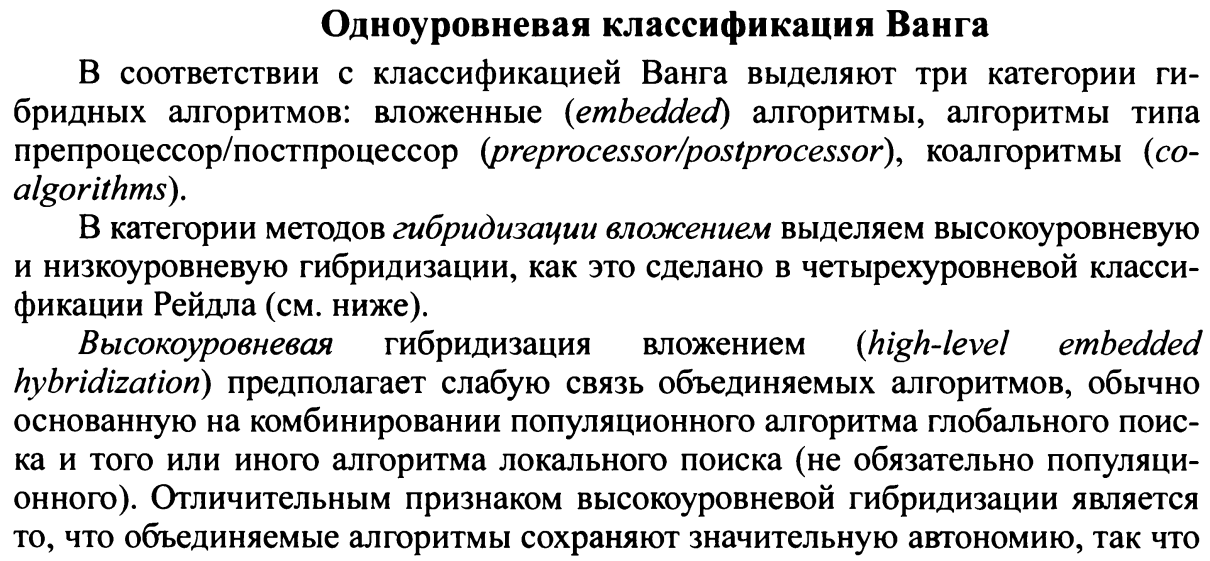 Одноуровневая классификация Ванга
В соответствии с классификацией Ванга выделяют три категории ги-
бридных алгоритмов: вложенные (embedded) алгоритмы, алгоритмы типа
препроцессор/постпроцессор (preprocessor/postprocessor), коалгоритмы (co-
algorithms).
В категории методов гибридизации вложением выделяем высокоуровневую
и низкоуровневую гибридизации, как это сделано в четырехуровневой класси-
фикации Рейдла (см. ниже).
Высокоуровневая гибридизация вложением (high-level embedded
hybridization) предполагает слабую связь объединяемых алгоритмов, обычно
основанную на комбинировании популяционного алгоритма глобального поис-
ка и того или иного алгоритма локального поиска (не обязательно популяци-
онного). Отличительным признаком высокоуровневой гибридизации является
то, что объединяемые алгоритмы сохраняют значительную автономию, так что